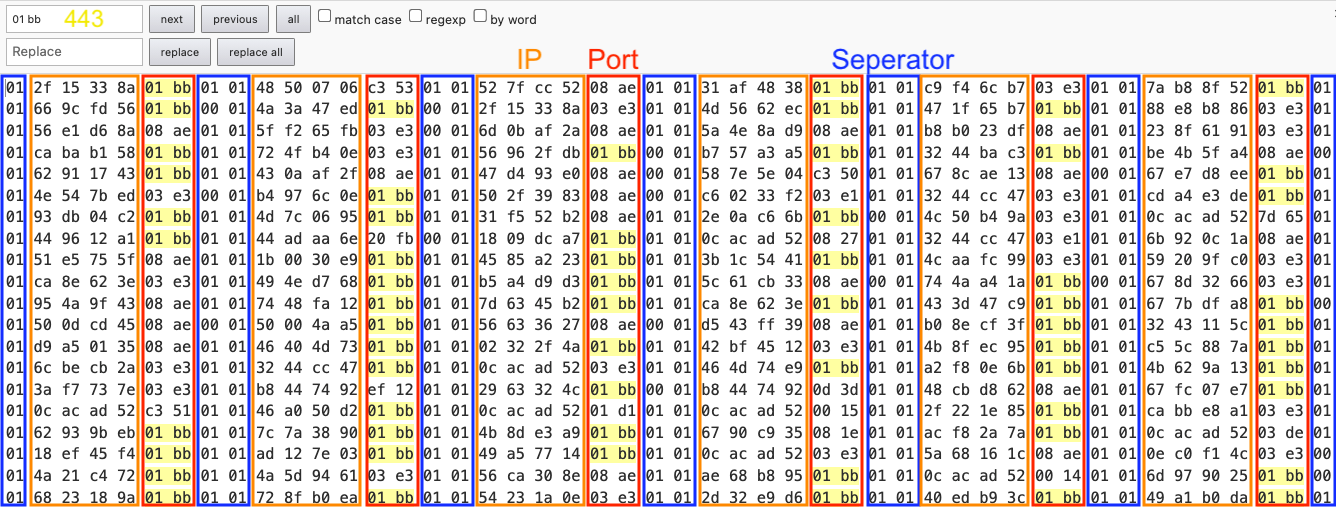 01 bb 443 next previous all match case regexp by word
Replace replace replace all
IP Port Seperator
01 2f 15 33 8a 01 bb 01 01 48 50 07 06 c3 53 01 01 52 7f cc 52 08 ae 01 01 31 af 48 38 01 bb 01 01 c9 f4 6c b7 03 e3 01 01 7a b8 8f 52 01 bb 01
01 66 9c fd 56 01 bb 00 01 4a 3a 47 ed 01 bb 00 01 2f 15 33 8a 01 bb 01 01 4d 56 62 ec 01 bb 01 01 47 1f 65 b7 01 bb 01 01 88 e8 b8 86 03 e3 01
01 56 e1 d6 8a 08 ae 01 01 5f f2 65 fb 03 e3 00 01 6d 0b af 2a 08 ae 01 01 5a 4e 8a d9 08 ae 01 01 b8 b0 23 df 08 ae 01 01 23 8f 61 91 03 e3 01
01 ca ba b1 58 01 bb 01 01 72 4f b4 0e 03 e3 01 01 56 96 2f db 01 bb 00 01 b7 57 a3 a5 01 bb 01 01 32 44 ba c3 01 bb 01 01 be 4b 5f a4 08 ae 00
01 62 91 17 43 01 bb 01 01 43 0a af 2f 08 ae 01 01 47 d4 93 e0 08 ae 00 01 58 7e 5e 04 c3 50 01 01 67 8c ae 13 08 ae 00 01 67 e7 d8 ee 01 bb 01
01 4e 54 7b ed 03 e3 00 01 b4 97 6c 0e 01 bb 01 01 50 2f 39 83 08 ae 00 01 c6 02 33 f2 03 e1 01 01 32 44 cc 47 03 e3 01 01 cd a4 e3 de 01 bb 01
01 93 db 04 c2 01 bb 01 01 4d 7c 06 95 01 bb 01 01 31 f5 52 b2 08 ae 01 01 2e 0a c6 6b 01 bb 00 01 4c 50 b4 9a 03 e3 01 01 0c ac ad 52 7d 65 01
01 44 96 12 a1 01 bb 01 01 44 ad aa 6e 20 fb 00 01 18 09 dc a7 01 bb 01 01 0c ac ad 52 08 27 01 01 32 44 cc 47 03 e1 01 01 6b 92 0c 1a 08 ae 01
01 51 e5 75 5f 08 ae 01 01 1b 00 30 e9 01 bb 01 01 45 85 a2 23 01 bb 01 01 3b 1c 54 41 01 bb 01 01 4c aa fc 99 03 e3 01 01 59 20 9f c0 03 e3 01
01 ca 8e 62 3e 03 e3 01 01 49 4e d7 68 01 bb 01 01 b5 a4 d9 d3 01 bb 01 01 5c 61 cb 33 08 ae 00 01 74 4a a4 1a 01 bb 00 01 67 8d 32 66 03 e3 01
01 95 4a 9f 43 08 ae 01 01 74 48 fa 12 01 bb 01 01 7d 63 45 b2 01 bb 01 01 ca 8e 62 3e 01 bb 01 01 43 3d 47 c9 01 bb 01 01 67 7b df a8 01 bb 00
01 50 0d cd 45 08 ae 00 01 50 00 4a a5 01 bb 01 01 56 63 36 27 08 ae 00 01 d5 43 ff 39 08 ae 01 01 b0 8e cf 3f 01 bb 01 01 32 43 11 5c 01 bb 01
01 d9 a5 01 35 08 ae 01 01 46 40 4d 73 01 bb 01 01 02 32 2f 4a 01 bb 01 01 42 bf 45 12 03 e3 01 01 4b 8f ec 95 01 bb 01 01 c5 5c 88 7a 01 bb 01
01 6c be cb 2a 03 e3 01 01 32 44 cc 47 01 bb 01 01 0c ac ad 52 03 e3 01 01 46 4d 74 e9 01 bb 01 01 a2 f8 0e 6b 01 bb 01 01 4b 62 9a 13 01 bb 01
01 3a f7 73 7e 03 e3 01 01 b8 44 74 92 ef 12 01 01 29 63 32 4c 01 bb 00 01 b8 44 74 92 0d 3d 01 01 48 cb d8 62 08 ae 01 01 67 fc 07 e7 01 bb 01
01 0c ac ad 52 c3 51 01 01 46 a0 50 d2 01 bb 01 01 0c ac ad 52 01 d1 01 01 0c ac ad 52 00 15 01 01 2f 22 1e 85 01 bb 01 01 ca bb e8 a1 03 e3 01
01 62 93 9b eb 01 bb 01 01 7c 7a 38 90 01 bb 01 01 4b 8d e3 a9 01 bb 01 01 67 90 c9 35 08 1e 01 01 ac f8 2a 7a 01 bb 01 01 0c ac ad 52 03 de 01
01 18 ef 45 f4 01 bb 01 01 ad 12 7e 03 01 bb 01 01 49 a5 77 14 01 bb 01 01 0c ac ad 52 03 e3 01 01 5a 68 16 1c 08 ae 01 01 0e c0 f1 4c 03 e3 00
01 4a 21 c4 72 01 bb 01 01 4a 5d 94 61 03 e3 01 01 56 ca 30 8e 08 ae 01 01 ae 68 b8 95 01 bb 01 01 0c ac ad 52 00 14 01 01 6d 97 90 25 01 bb 00
01 68 23 18 9a 01 bb 01 01 72 8f b0 ea 01 bb 01 01 54 23 1a 0e 03 e3 01 01 2d 32 e9 d6 01 bb 01 01 40 ed b9 3c 01 bb 01 01 49 a1 b0 da 01 bb 01